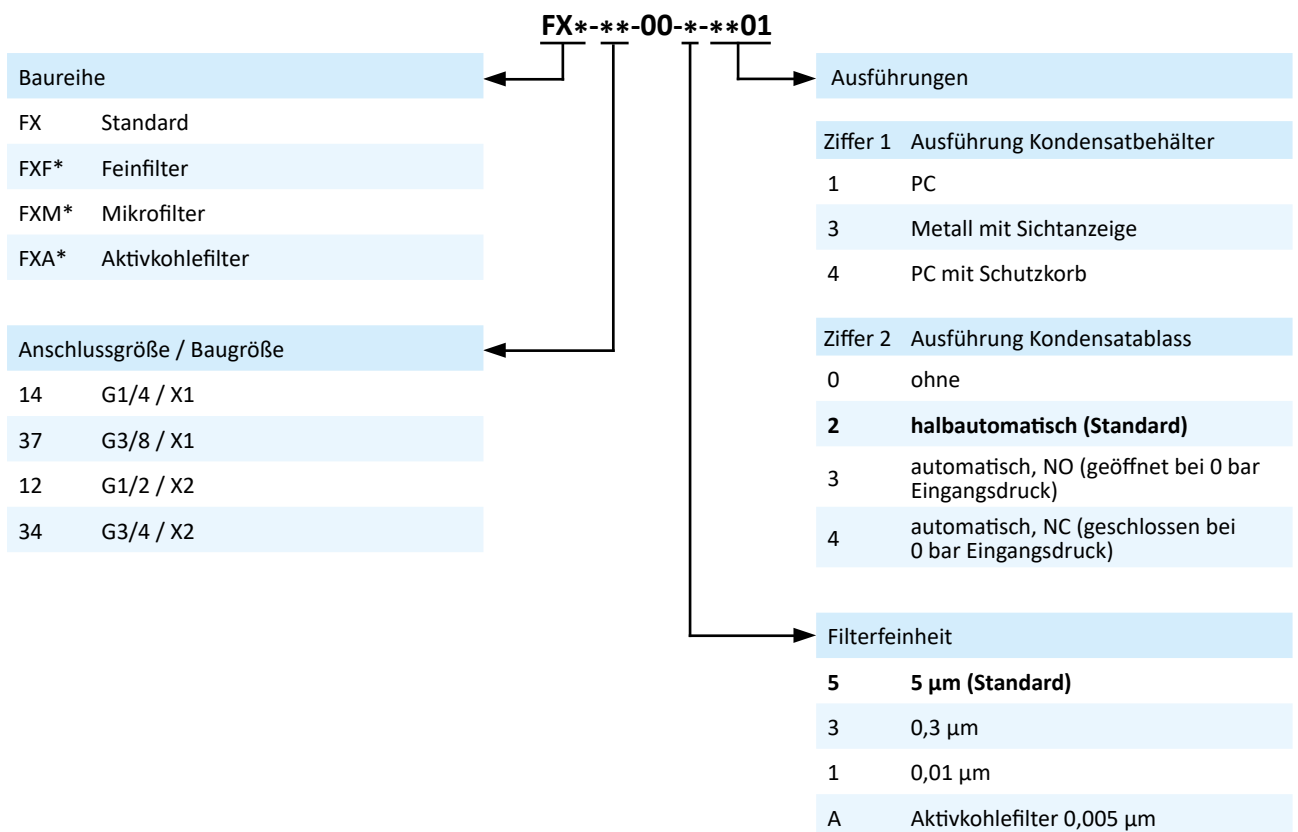 FX*-**-00-*-**01
Baureihe
FX Standard
FXF* Feinfilter
FXM* Mikrofilter
FXA* Aktivkohlefilter
Anschlussgröße / Baugröße
14 G1/4 / X1
37 G3/8 / X1
12 G1/2 / X2
34 G3/4 / X2
Ausführungen
Ziffer 1 Ausführung Kondensatbehälter
1 PC
3 Metall mit Sichtanzeige
4 PC mit Schutzkorb
Ziffer 2 Ausführung Kondensatablass
0 ohne
2 halbautomatisch (Standard)
3 automatisch, NO (geöffnet bei 0 bar
Eingangsdruck)
4 automatisch, NC (geschlossen bei
0 bar Eingangsdruck)
Filterfeinheit
5 5 µm (Standard)
3 0,3 µm
1 0,01 µm
A Aktivkohlefilter 0,005 µm